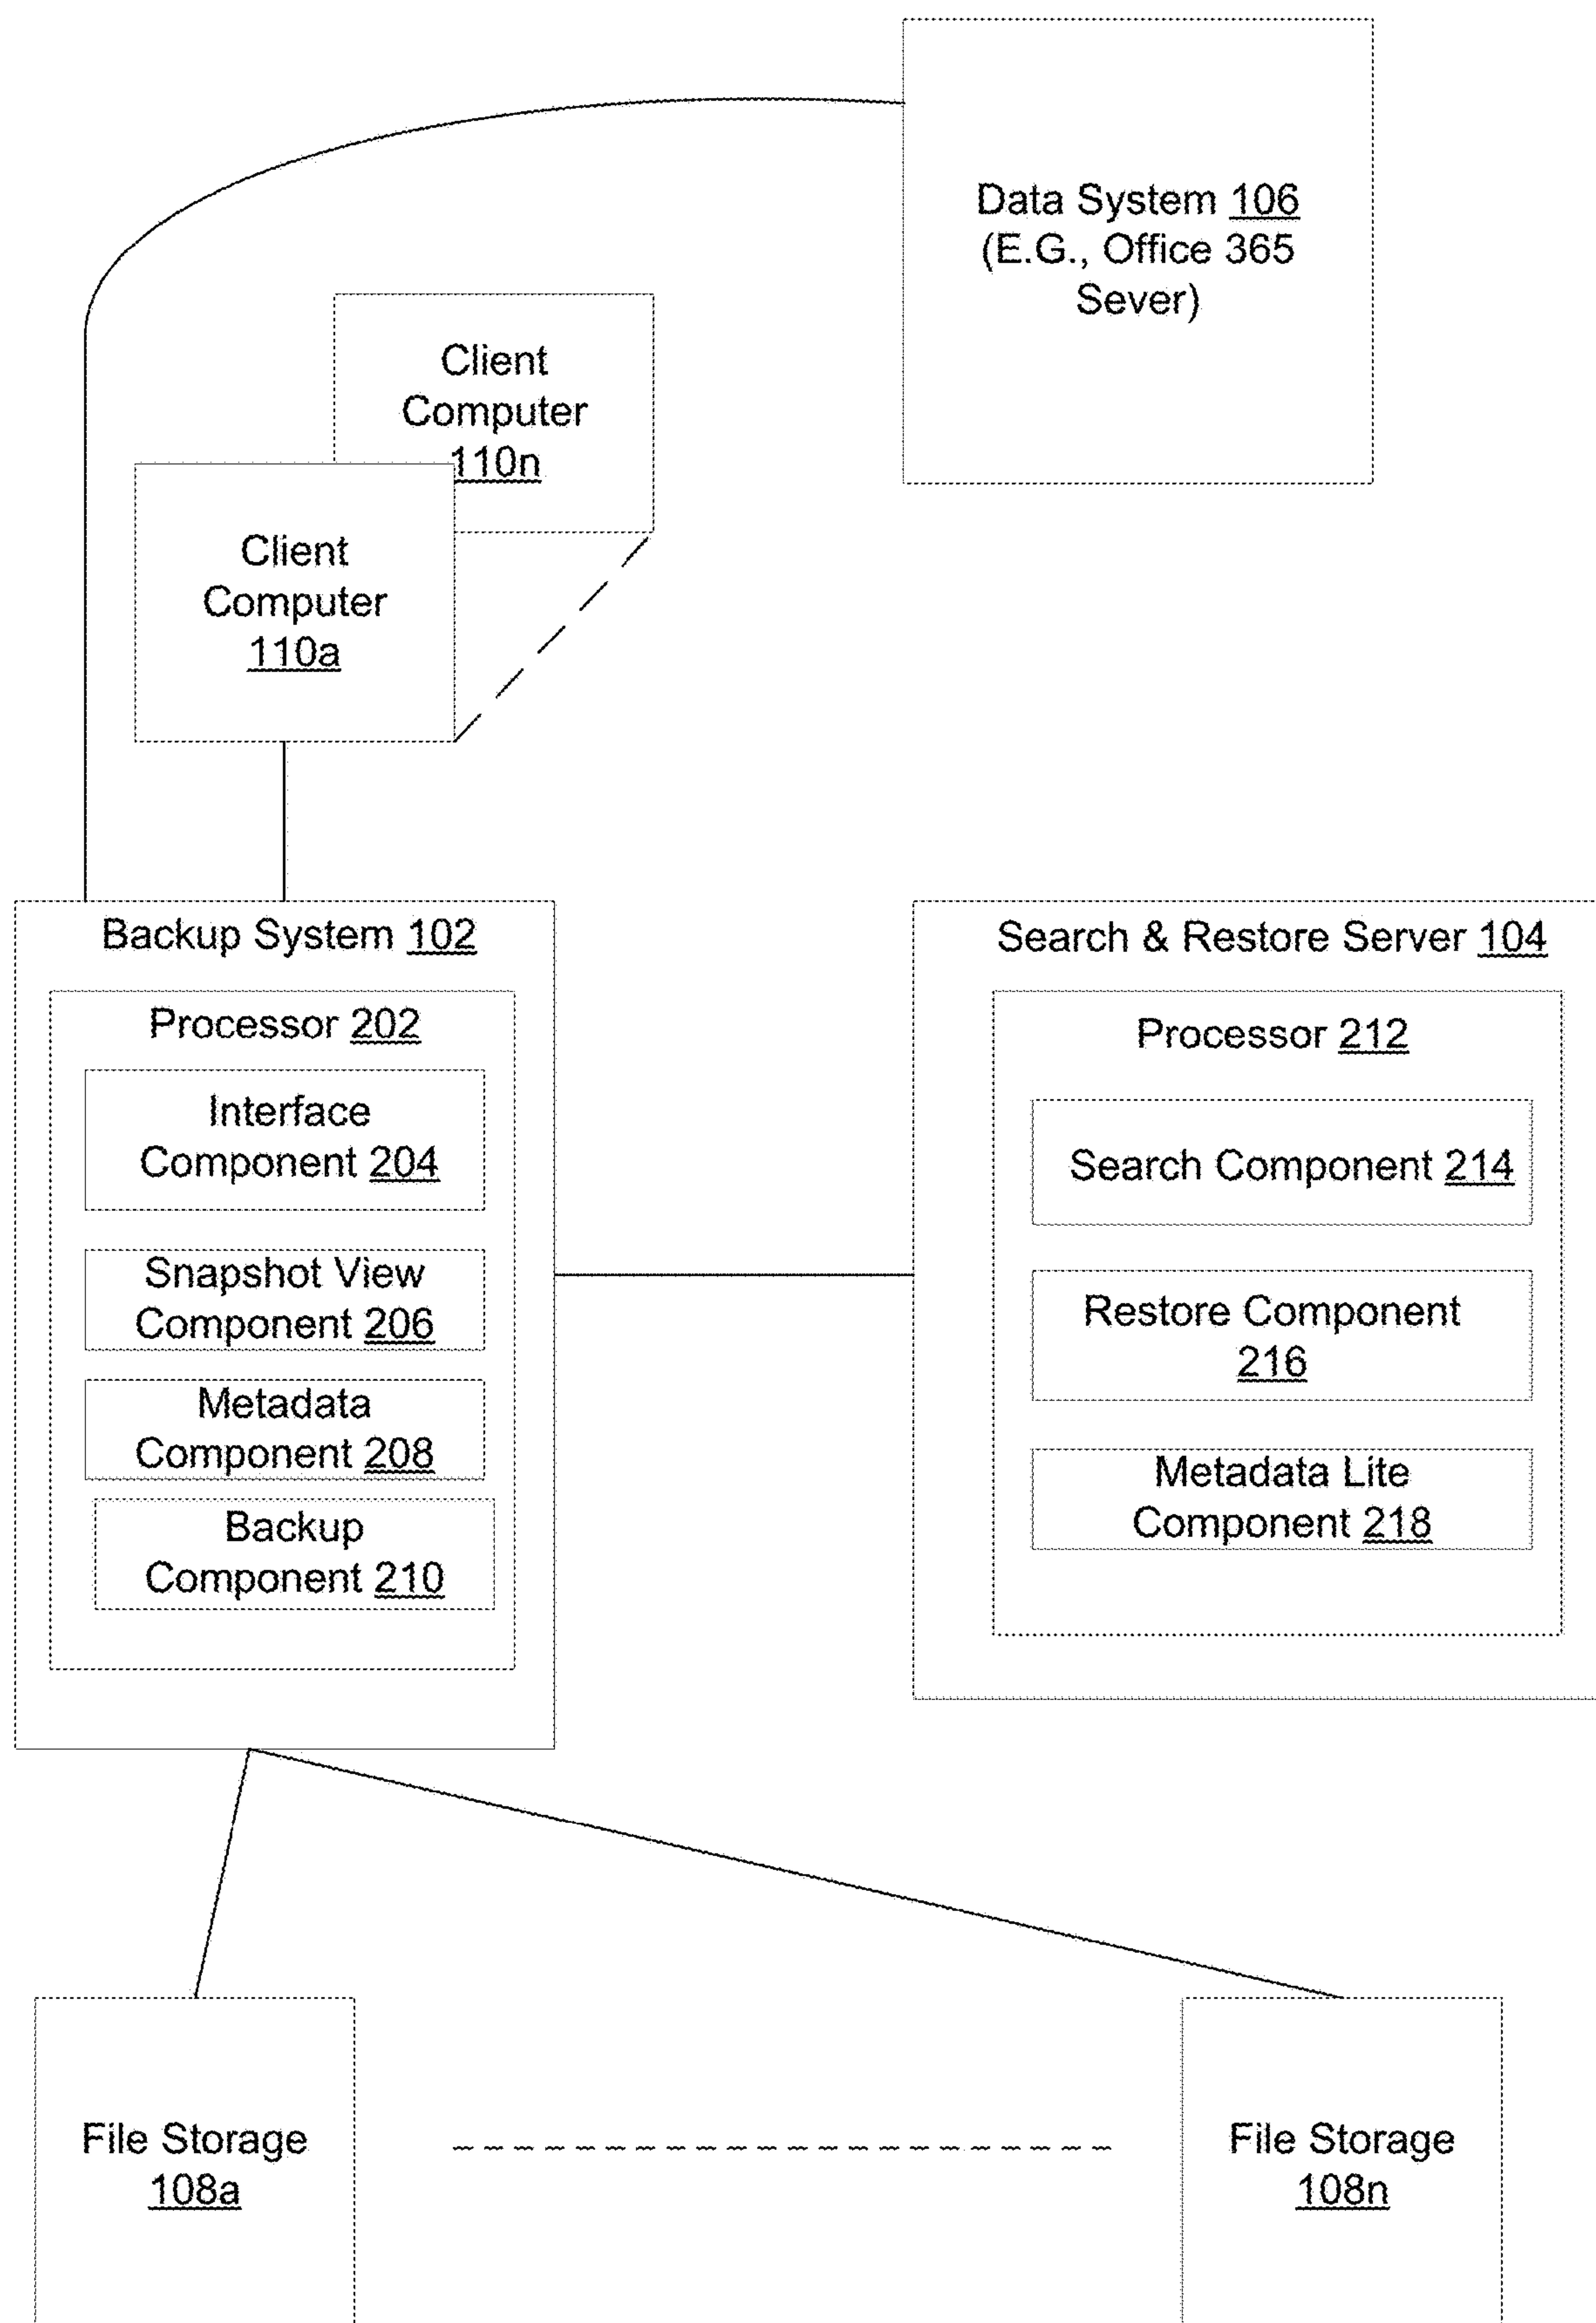 Data System 106
(E.G., Office 365
Sever)
Client
Computer
110n
Client
Computer
110a
Backup System 102
Processor 202
Interface
Component 204
Snapshot View
Component 206
Metadata
Component 208
Backup
Component 210
Search & Restore Server 104
Processor 212
Search Component 214
Restore Component
216
Metadata Lite
Component 218
File Storage
108a
File Storage
108n